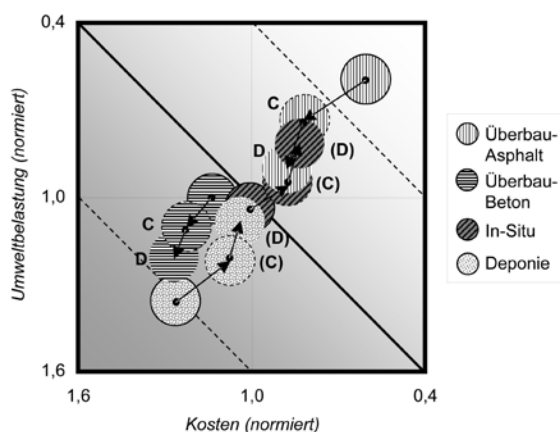 0,4
C
D
(D)
(C)
1,0
C
D
(D)
(C)
1,6
1,6
1,0
0,4
Umweltbelastung (normiert)
Kosten (normiert)
Überbau-
Asphalt
Überbau-
Beton
In-Situ
Deponie